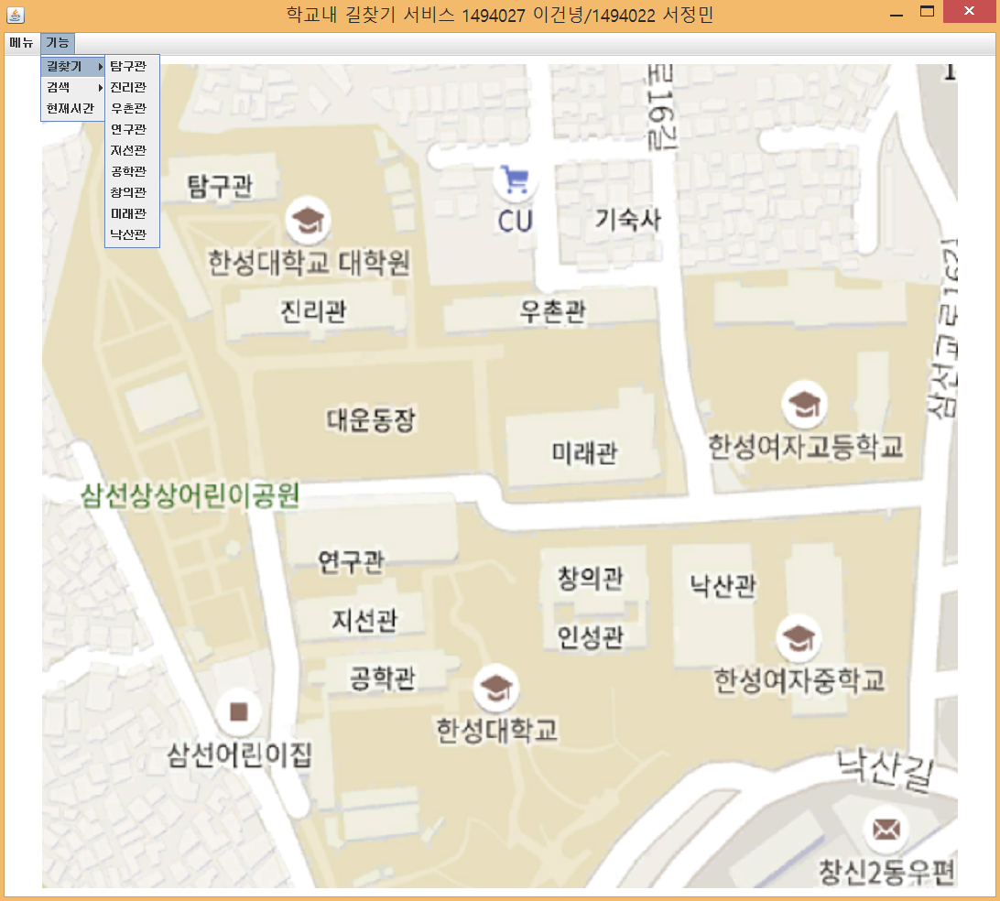 학교내 길찾기 서비스 1494027 이건녕/1494022 서정민
메뉴 기능
길찾기
검색
현재시간
탐구관
진리관
우촌관
연구관
지선관
공학관
창의관
미래관
낙산관
로16길
1
탐구관
CU
기숙사
한성대학교 대학원
진리관
우촌관
삼선교로16길
대운동장
미래관
한성여자고등학교
삼선상상어린이공원
연구관
창의관
낙산관
지선관
인성관
공학관
한성여자중학교
한성대학교
삼선어린이집
낙산길
창신2동우편